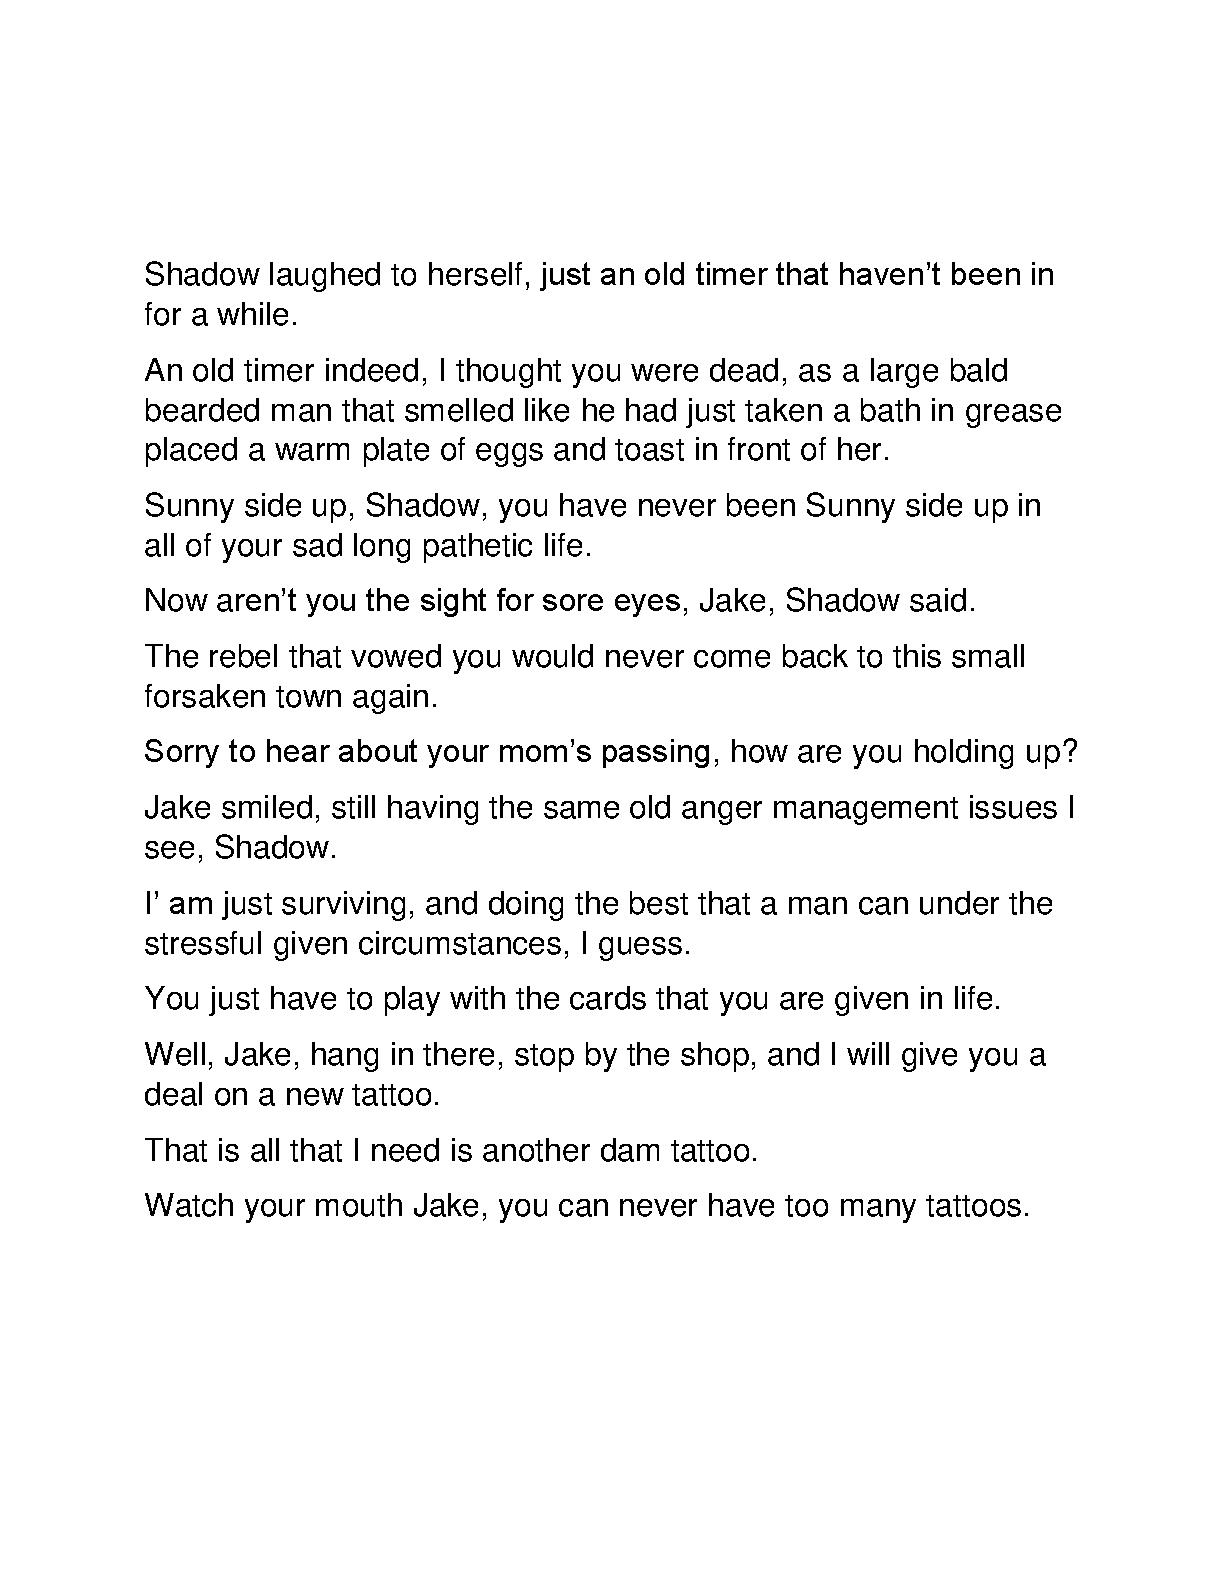 Shadow laughed to herself, just an old timer that haven’t been in
for a while.
An old timer indeed, I thought you were dead, as a large bald
bearded man that smelled like he had just taken a bath in grease
placed a warm plate of eggs and toast in front of her.
Sunny side up, Shadow, you have never been Sunny side up in
all of your sad long pathetic life.
Now aren’t you the sight for sore eyes, Jake, Shadow said.
The rebel that vowed you would never come back to this small
forsaken town again.
Sorry to hear about your mom’s passing, how are you holding up?
Jake smiled, still having the same old anger management issues I
see, Shadow.
I’ am just surviving, and doing the best that a man can under the
stressful given circumstances, I guess.
You just have to play with the cards that you are given in life.
Well, Jake, hang in there, stop by the shop, and I will give you a
deal on a new tattoo.
That is all that I need is another dam tattoo.
Watch your mouth Jake, you can never have too many tattoos.